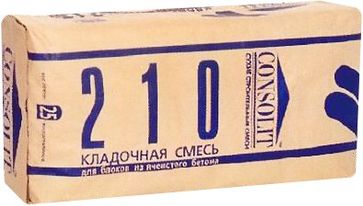 210
КЛАДОЧНАЯ СМЕСЬ
для блоков из ячеистого бетона
25
CONSOLIT
СУХИЕ СТРОИТЕЛЬНЫЕ СМЕСИ